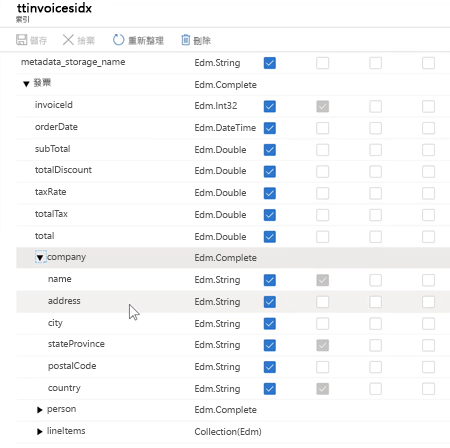 ttinvoicesidx
索引
儲存 捨棄 重新整理 刪除
metadata_storage_name Edm.String
發票 Edm.Complete
invoiceId Edm.Int32
orderDate Edm.DateTime
subTotal Edm.Double
totalDiscount Edm.Double
taxRate Edm.Double
totalTax Edm.Double
total Edm.Double
company Edm.Complete
name Edm.String
address Edm.String
city Edm.String
stateProvince Edm.String
postalCode Edm.String
country Edm.String
person Edm.Complete
lineItems Collection(Edm)